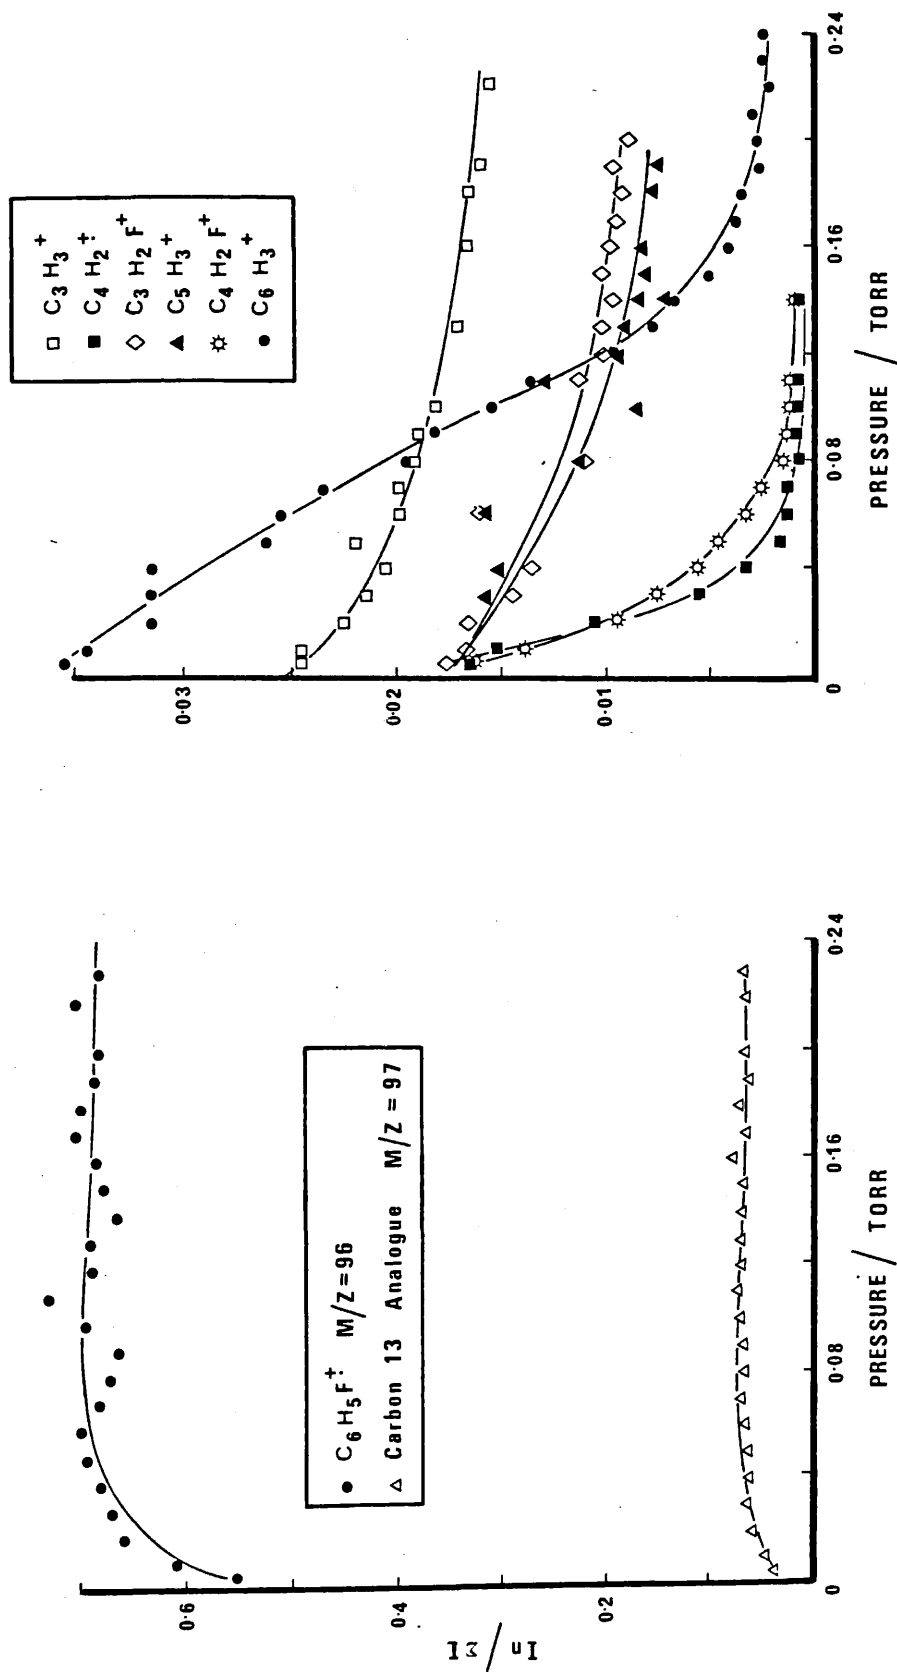 In / ΣI
0·6
0·4
0·2
0
0·08
0·16
0·24
PRESSURE / TORR
● C6H5F+· M/Z=96
△ Carbon 13 Analogue M/Z = 97
0·03
0·02
0·01
0
0·08
0·16
0·24
PRESSURE / TORR
□ C3H3+
■ C4H2+·
◇ C3H2F+
▲ C5H3+
☼ C4H2F+
● C6H3+